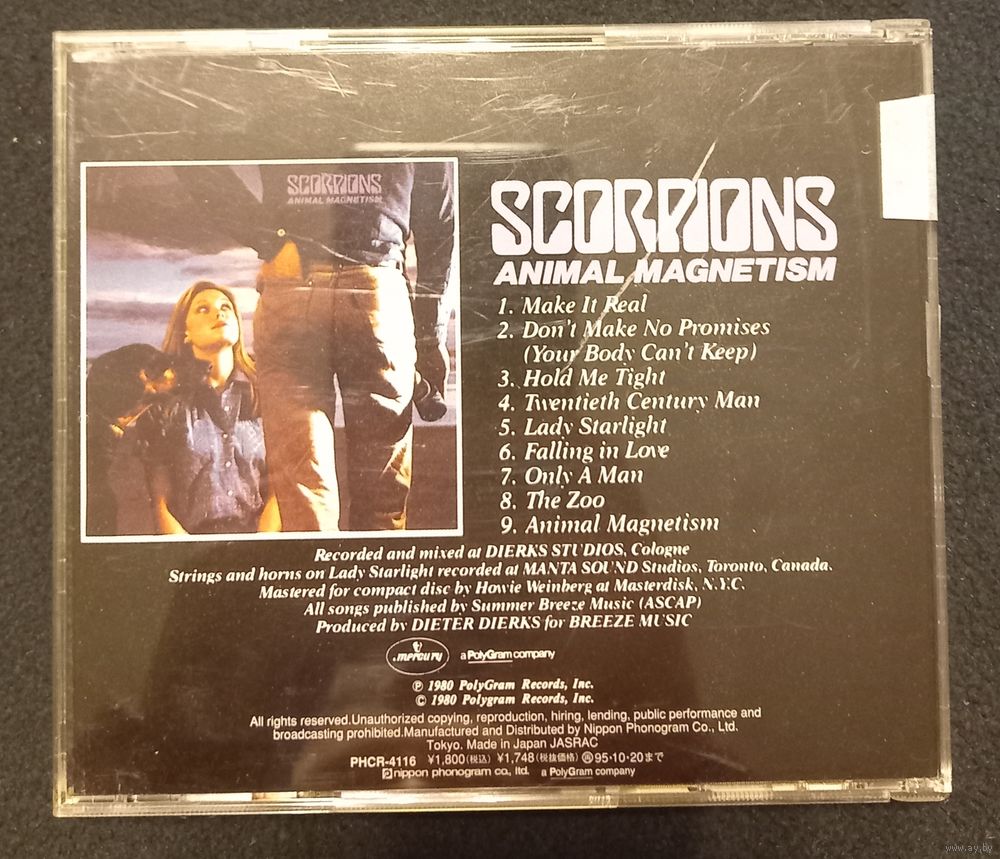 SCORPIONS
ANIMAL MAGNETISM
SCORPIONS
ANIMAL MAGNETISM
1. Make It Real
2. Don't Make No Promises
(Your Body Can't Keep)
3. Hold Me Tight
4. Twentieth Century Man
5. Lady Starlight
6. Falling in Love
7. Only A Man
8. The Zoo
9. Animal Magnetism
Recorded and mixed at DIERKS STUDIOS, Cologne
Strings and horns on Lady Starlight recorded at MANTA SOUND Studios, Toronto, Canada.
Mastered for compact disc by Howie Weinberg at Masterdisk, N.Y.C.
All songs published by Summer Breeze Music (ASCAP)
Produced by DIETER DIERKS for BREEZE MUSIC
mercury a PolyGram company
℗ 1980 PolyGram Records, Inc.
© 1980 Polygram Records, Inc.
All rights reserved.Unauthorized copying, reproduction, hiring, lending, public performance and
broadcasting prohibited.Manufactured and Distributed by Nippon Phonogram Co., Ltd.
Tokyo. Made in Japan JASRAC
PHCR-4116 ¥1,800(税込) ¥1,748(税抜価格) Ⓡ95·10·20まで
nippon phonogram co., ltd. a PolyGram company
www.ay.by